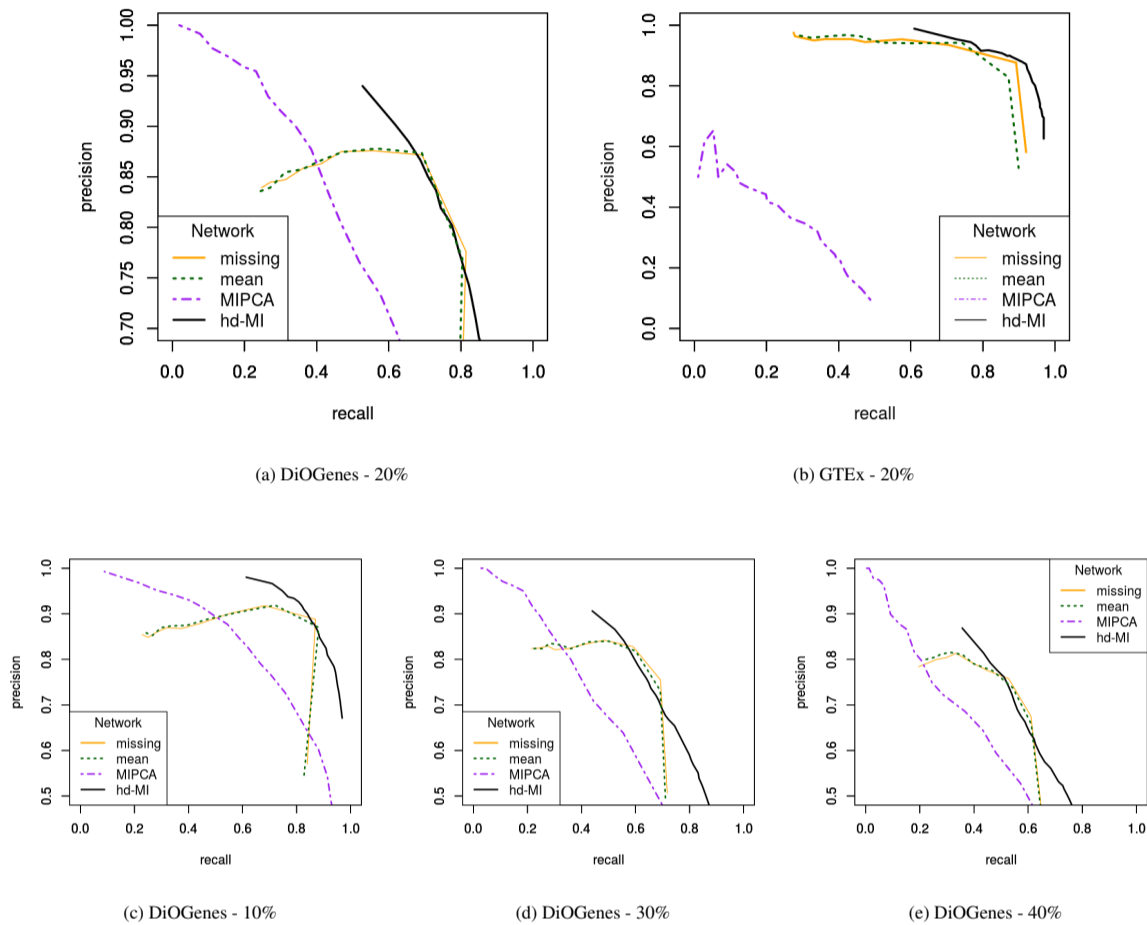 1.00
0.95
0.90
0.85
0.80
0.75
0.70
precision
Network
missing
mean
MIPCA
hd-MI
0.0 0.2 0.4 0.6 0.8 1.0
recall
(a) DiOGenes - 20%
1.0
0.8
0.6
0.4
0.2
0.0
precision
Network
missing
mean
MIPCA
hd-MI
0.0 0.2 0.4 0.6 0.8 1.0
recall
(b) GTEx - 20%
1.0
0.9
0.8
0.7
0.6
0.5
precision
Network
missing
mean
MIPCA
hd-MI
0.0 0.2 0.4 0.6 0.8 1.0
recall
(c) DiOGenes - 10%
1.0
0.9
0.8
0.7
0.6
0.5
precision
Network
missing
mean
MIPCA
hd-MI
0.0 0.2 0.4 0.6 0.8 1.0
recall
(d) DiOGenes - 30%
1.0
0.9
0.8
0.7
0.6
0.5
precision
Network
missing
mean
MIPCA
hd-MI
0.0 0.2 0.4 0.6 0.8 1.0
recall
(e) DiOGenes - 40%